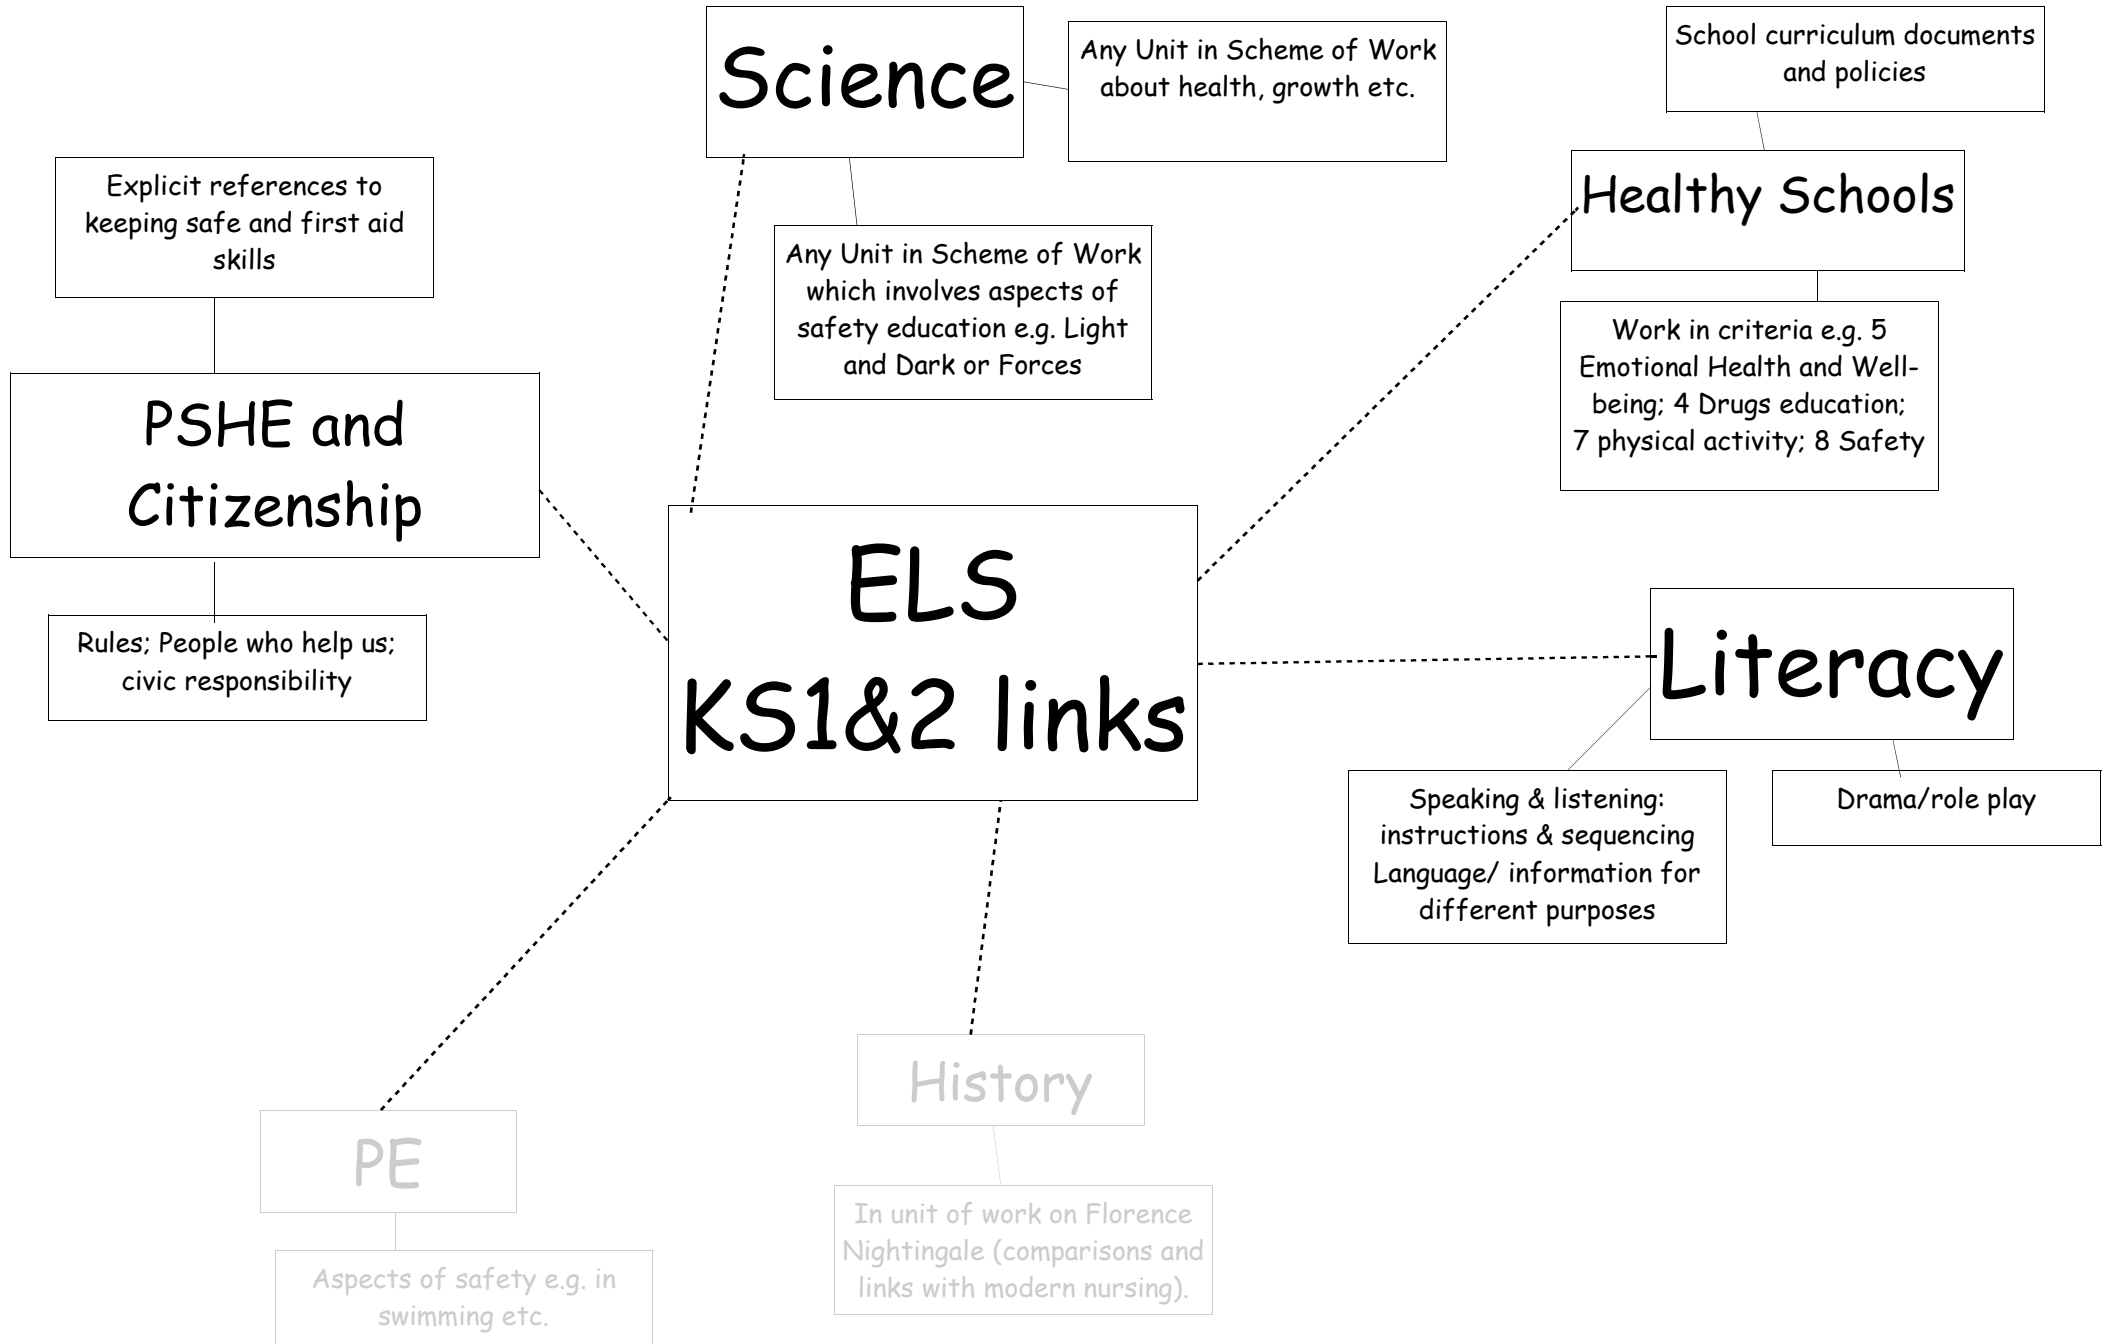 Science
Any Unit in Scheme of Work
about health, growth etc.
School curriculum documents
and policies
Explicit references to
keeping safe and first aid
skills
Healthy Schools
Any Unit in Scheme of Work
which involves aspects of
safety education e.g. Light
and Dark or Forces
Work in criteria e.g. 5
Emotional Health and Well-
being; 4 Drugs education;
7 physical activity; 8 Safety
PSHE and
Citizenship
Rules; People who help us;
civic responsibility
ELS
KS1&2 links
Literacy
Speaking & listening:
instructions & sequencing
Language/ information for
different purposes
Drama/role play
History
In unit of work on Florence
Nightingale (comparisons and
links with modern nursing).
PE
Aspects of safety e.g. in
swimming etc.